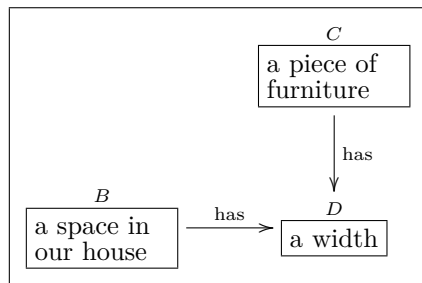 C
a piece of
furniture
has
B
a space in
our house
has
D
a width